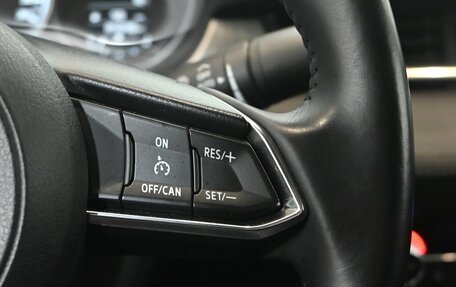 ON
OFF/CAN
RES/+
SET/−